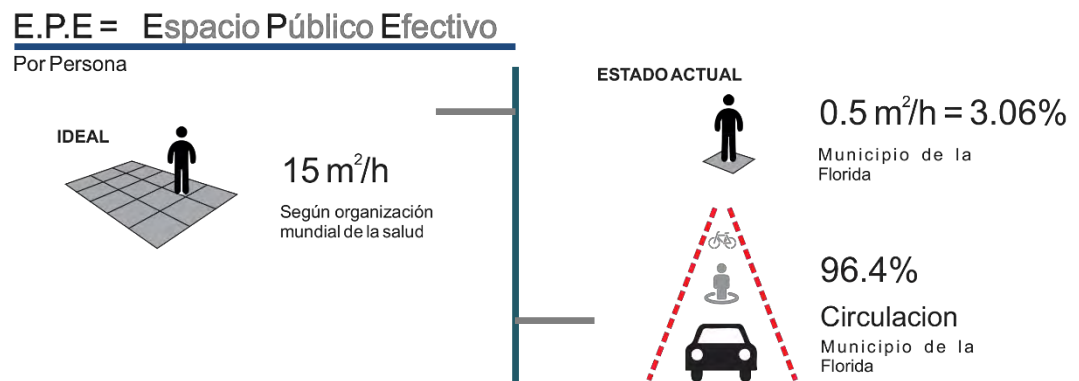 E.P.E = Espacio Público Efectivo
Por Persona
IDEAL
15 m²/h
Según organización
mundial de la salud
ESTADO ACTUAL
0.5 m²/h = 3.06%
Municipio de la
Florida
96.4%
Circulacion
Municipio de la
Florida